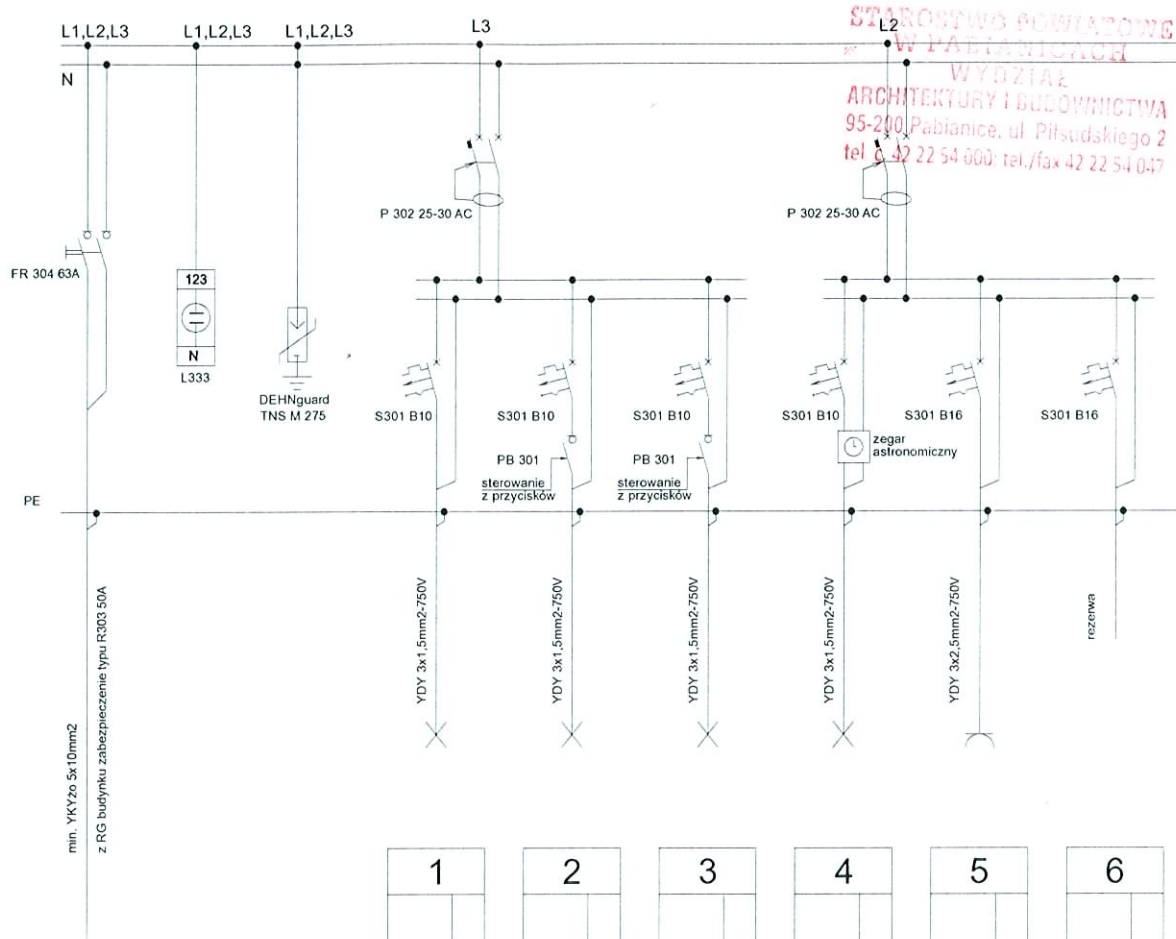 L1,L2,L3
L1,L2,L3
L1,L2,L3
L3
L2
N
STAROSTWO POWIATOWE
W PABIANICACH
WYDZIAŁ
ARCHITEKTURY I BUDOWNICTWA
95-200 Pabianice, ul. Piłsudskiego 2
tel. c. 42 22 54 000; tel./fax 42 22 54 047
P 302 25-30 AC
P 302 25-30 AC
FR 304 63A
123
N
L333
DEHNguard
TNS M 275
S301 B10
S301 B10
S301 B10
S301 B10
S301 B16
S301 B16
PB 301
sterowanie
z przycisków
PB 301
sterowanie
z przycisków
zegar
astronomiczny
PE
min. YKYżo 5x10mm2
z RG budynku zabezpieczenie typu R303 50A
YDY 3x1,5mm2-750V
YDY 3x1,5mm2-750V
YDY 3x1,5mm2-750V
YDY 3x1,5mm2-750V
YDY 3x2,5mm2-750V
rezerwa
1
2
3
4
5
6